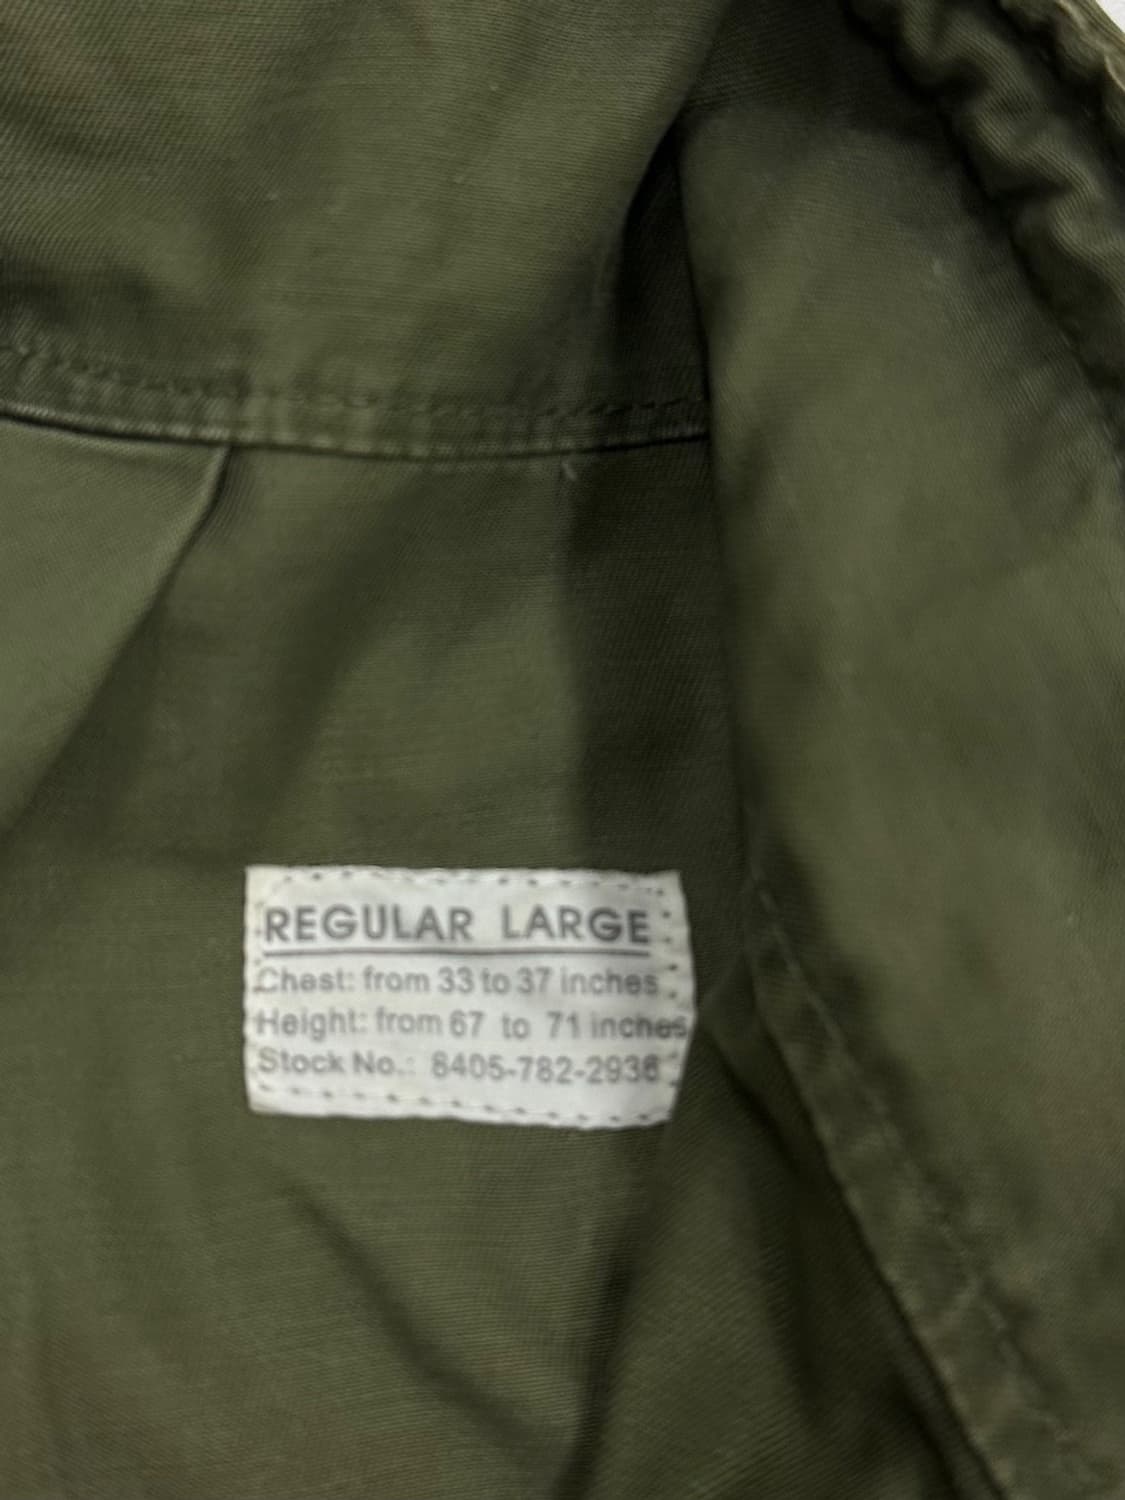 REGULAR LARGE
Chest: from 33 to 37 inches
Height: from 67 to 71 inches
Stock No.: 8405-782-2936